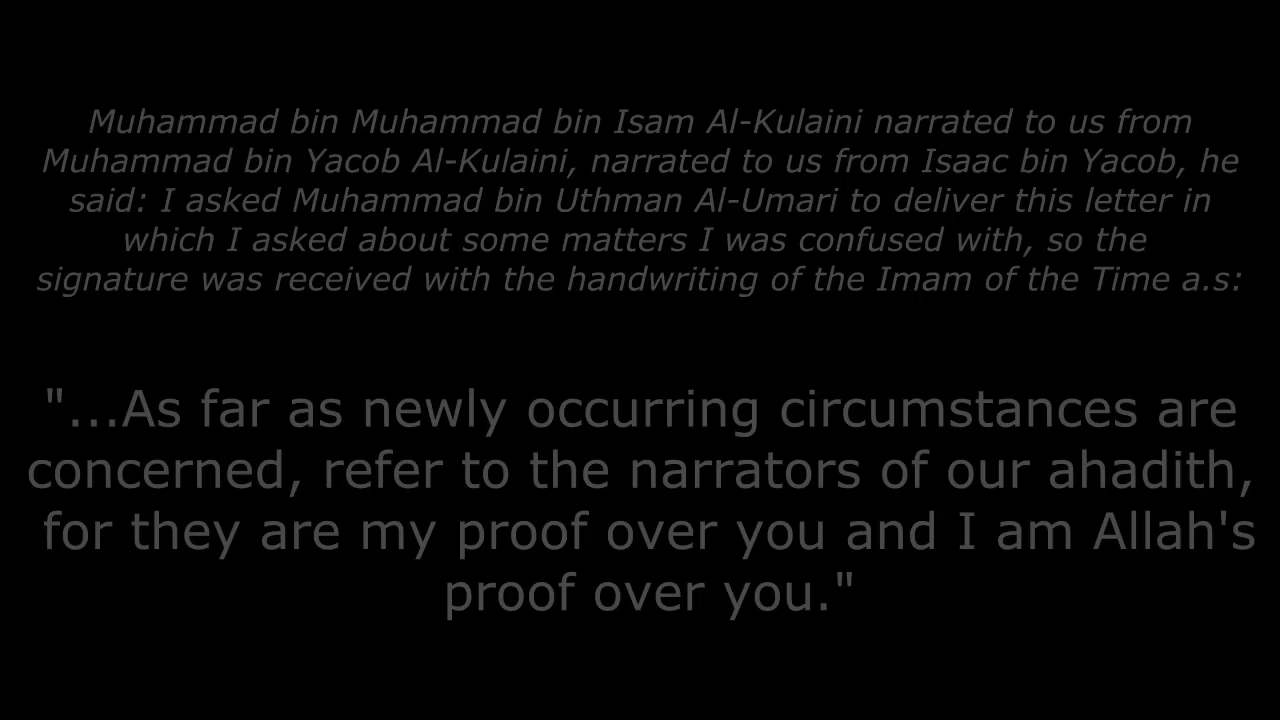 Muhammad bin Muhammad bin Isam Al-Kulaini narrated to us from
Muhammad bin Yacob Al-Kulaini, narrated to us from Isaac bin Yacob, he
said: I asked Muhammad bin Uthman Al-Umari to deliver this letter in
which I asked about some matters I was confused with, so the
signature was received with the handwriting of the Imam of the Time a.s:
"...As far as newly occurring circumstances are
concerned, refer to the narrators of our ahadith,
for they are my proof over you and I am Allah's
proof over you."